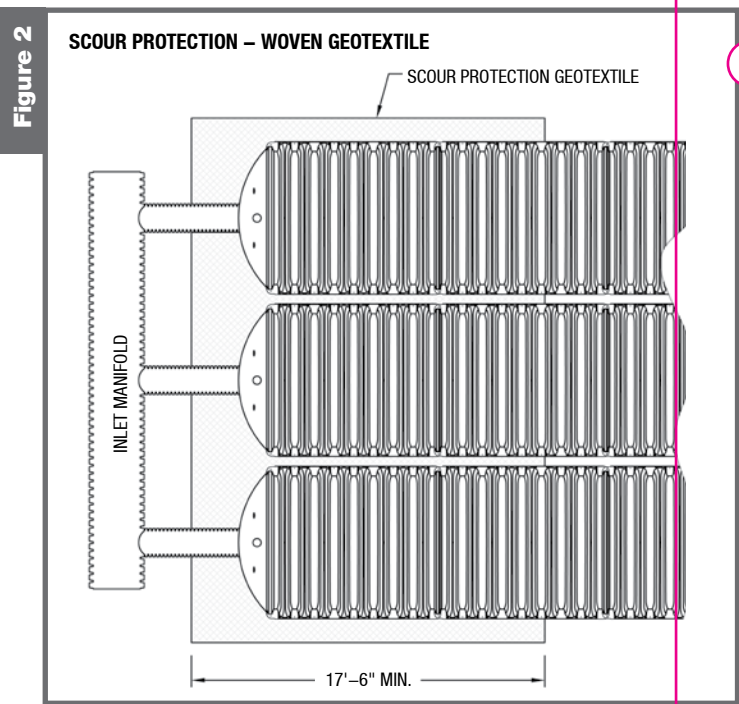 Figure 2
SCOUR PROTECTION – WOVEN GEOTEXTILE
SCOUR PROTECTION GEOTEXTILE
INLET MANIFOLD
17'–6" MIN.